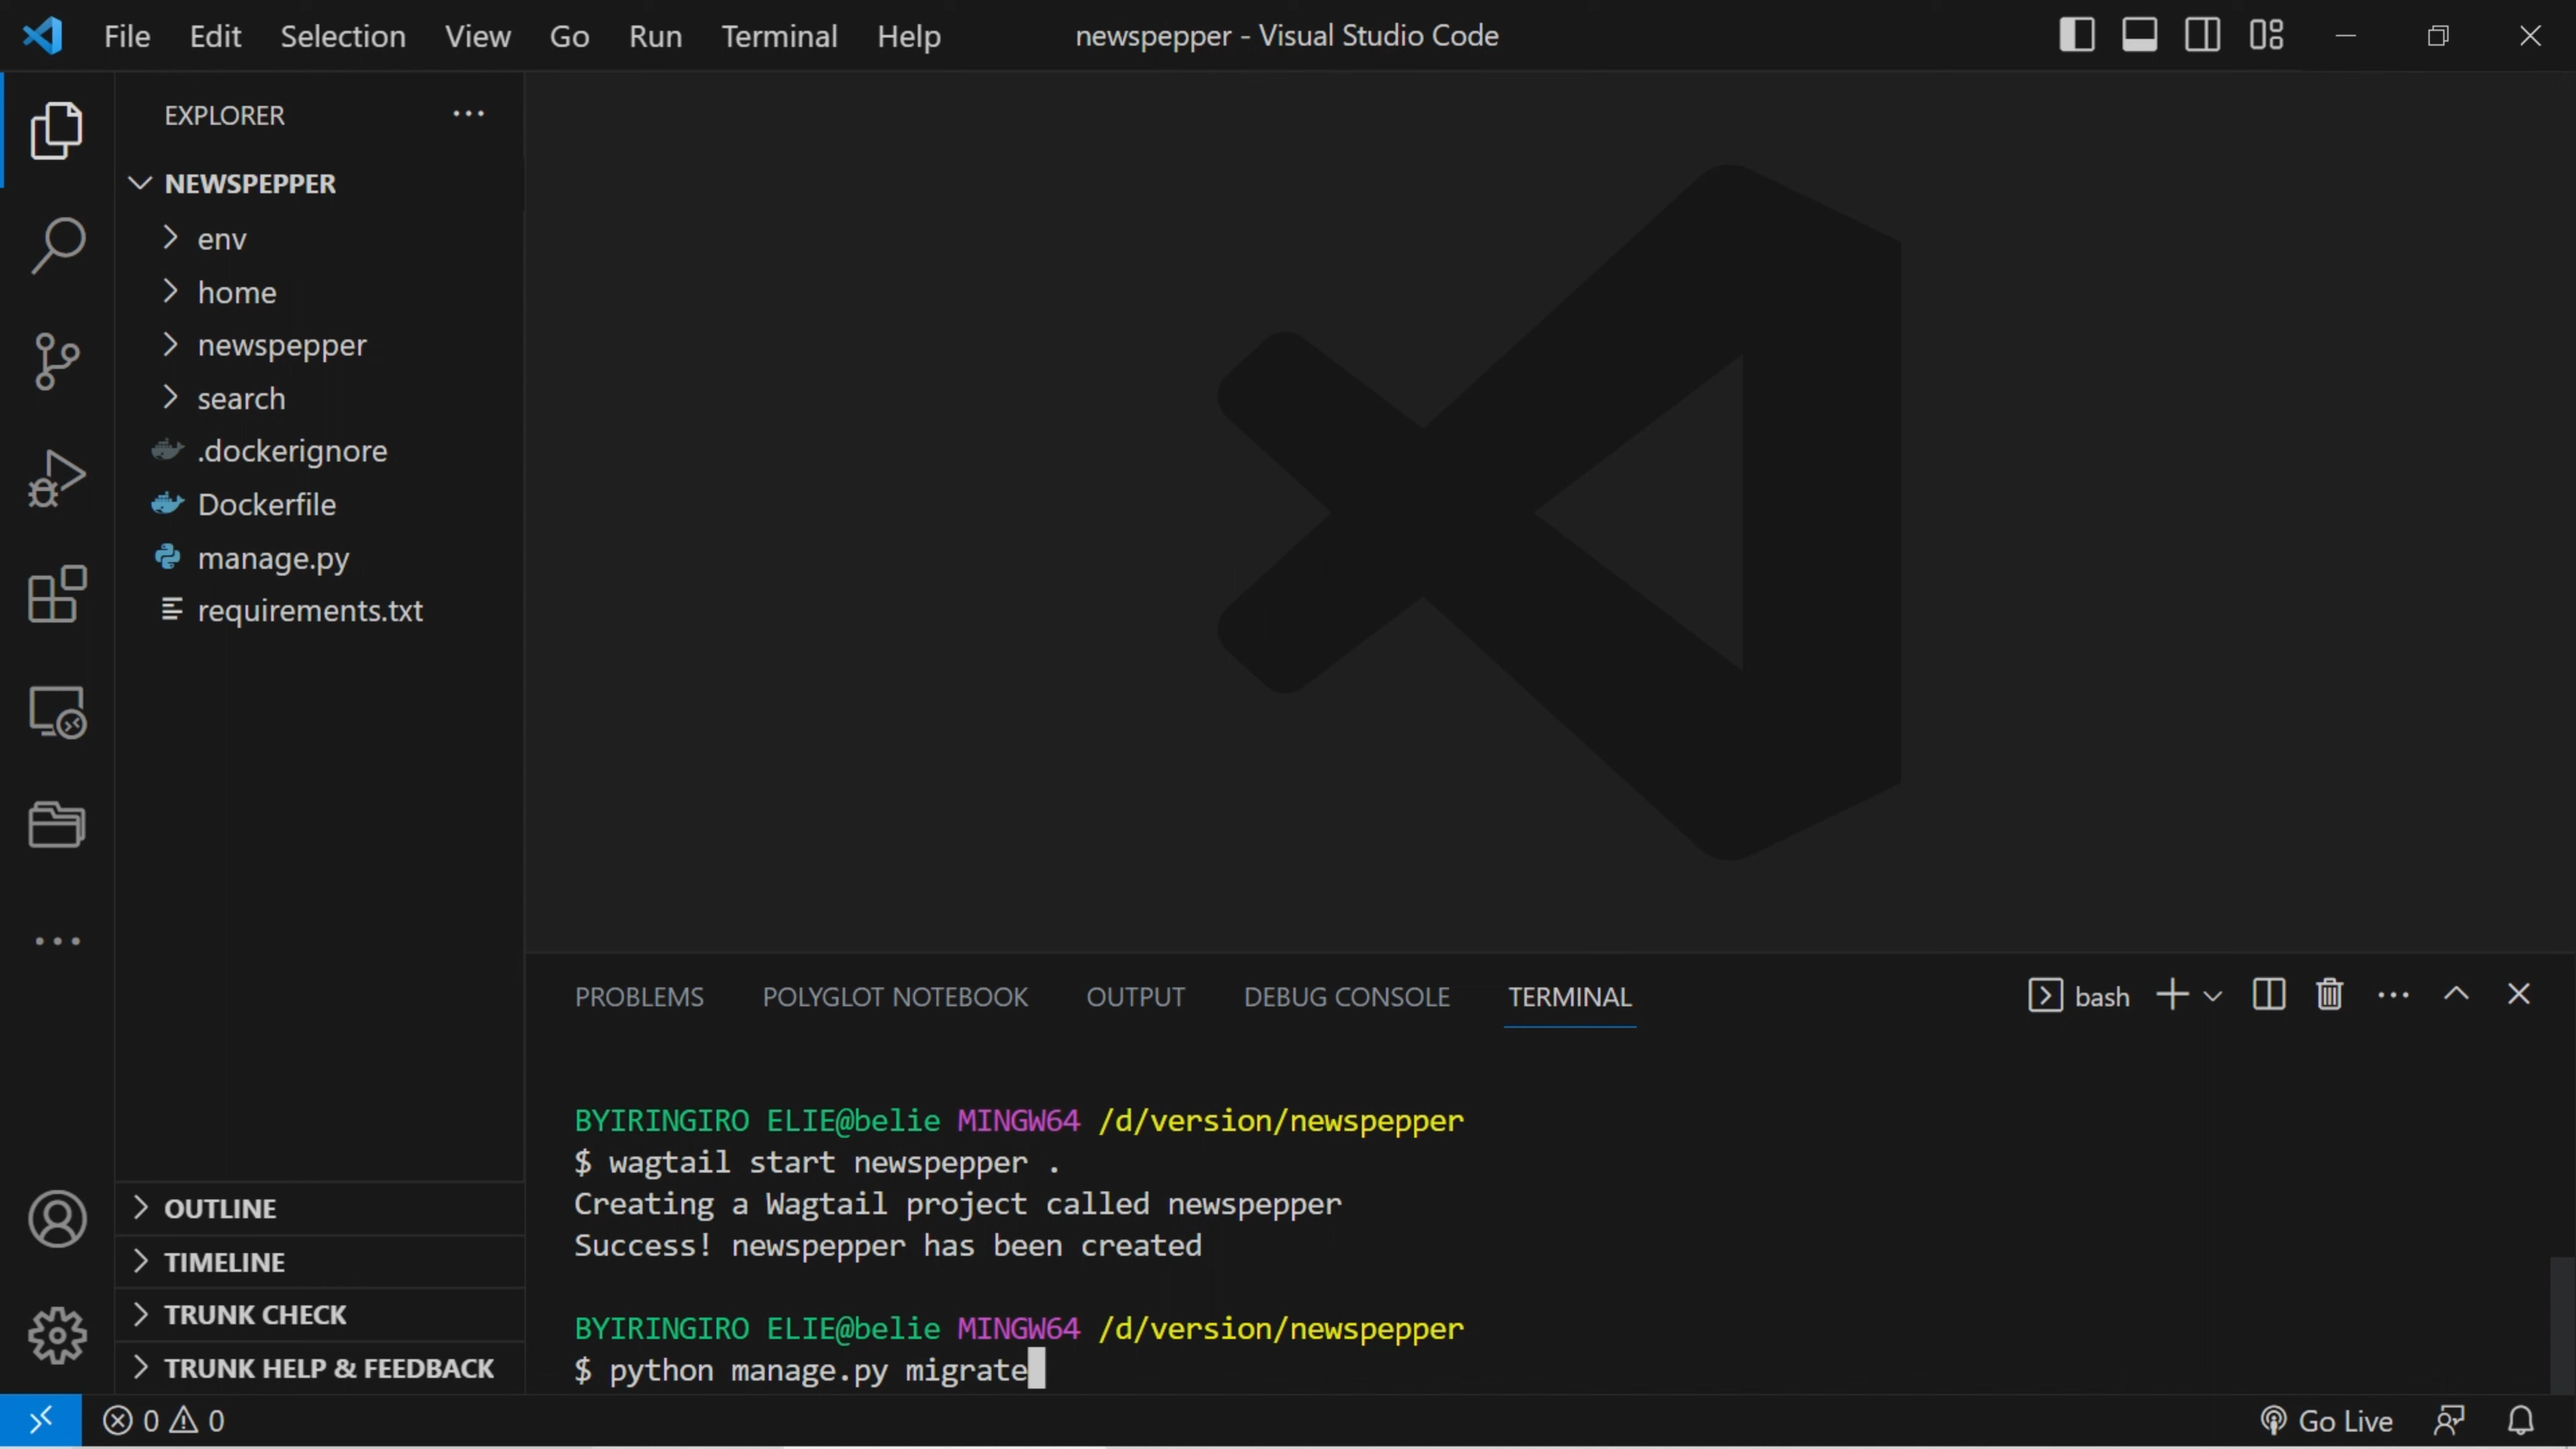 File Edit Selection View Go Run Terminal Help newspepper - Visual Studio Code
EXPLORER
NEWSPEPPER
env
home
newspepper
search
.dockerignore
Dockerfile
manage.py
requirements.txt
OUTLINE
TIMELINE
TRUNK CHECK
TRUNK HELP & FEEDBACK
PROBLEMS POLYGLOT NOTEBOOK OUTPUT DEBUG CONSOLE TERMINAL bash
BYIRINGIRO ELIE@belie MINGW64 /d/version/newspepper
$ wagtail start newspepper .
Creating a Wagtail project called newspepper
Success! newspepper has been created
BYIRINGIRO ELIE@belie MINGW64 /d/version/newspepper
$ python manage.py migrate
0 0 Go Live